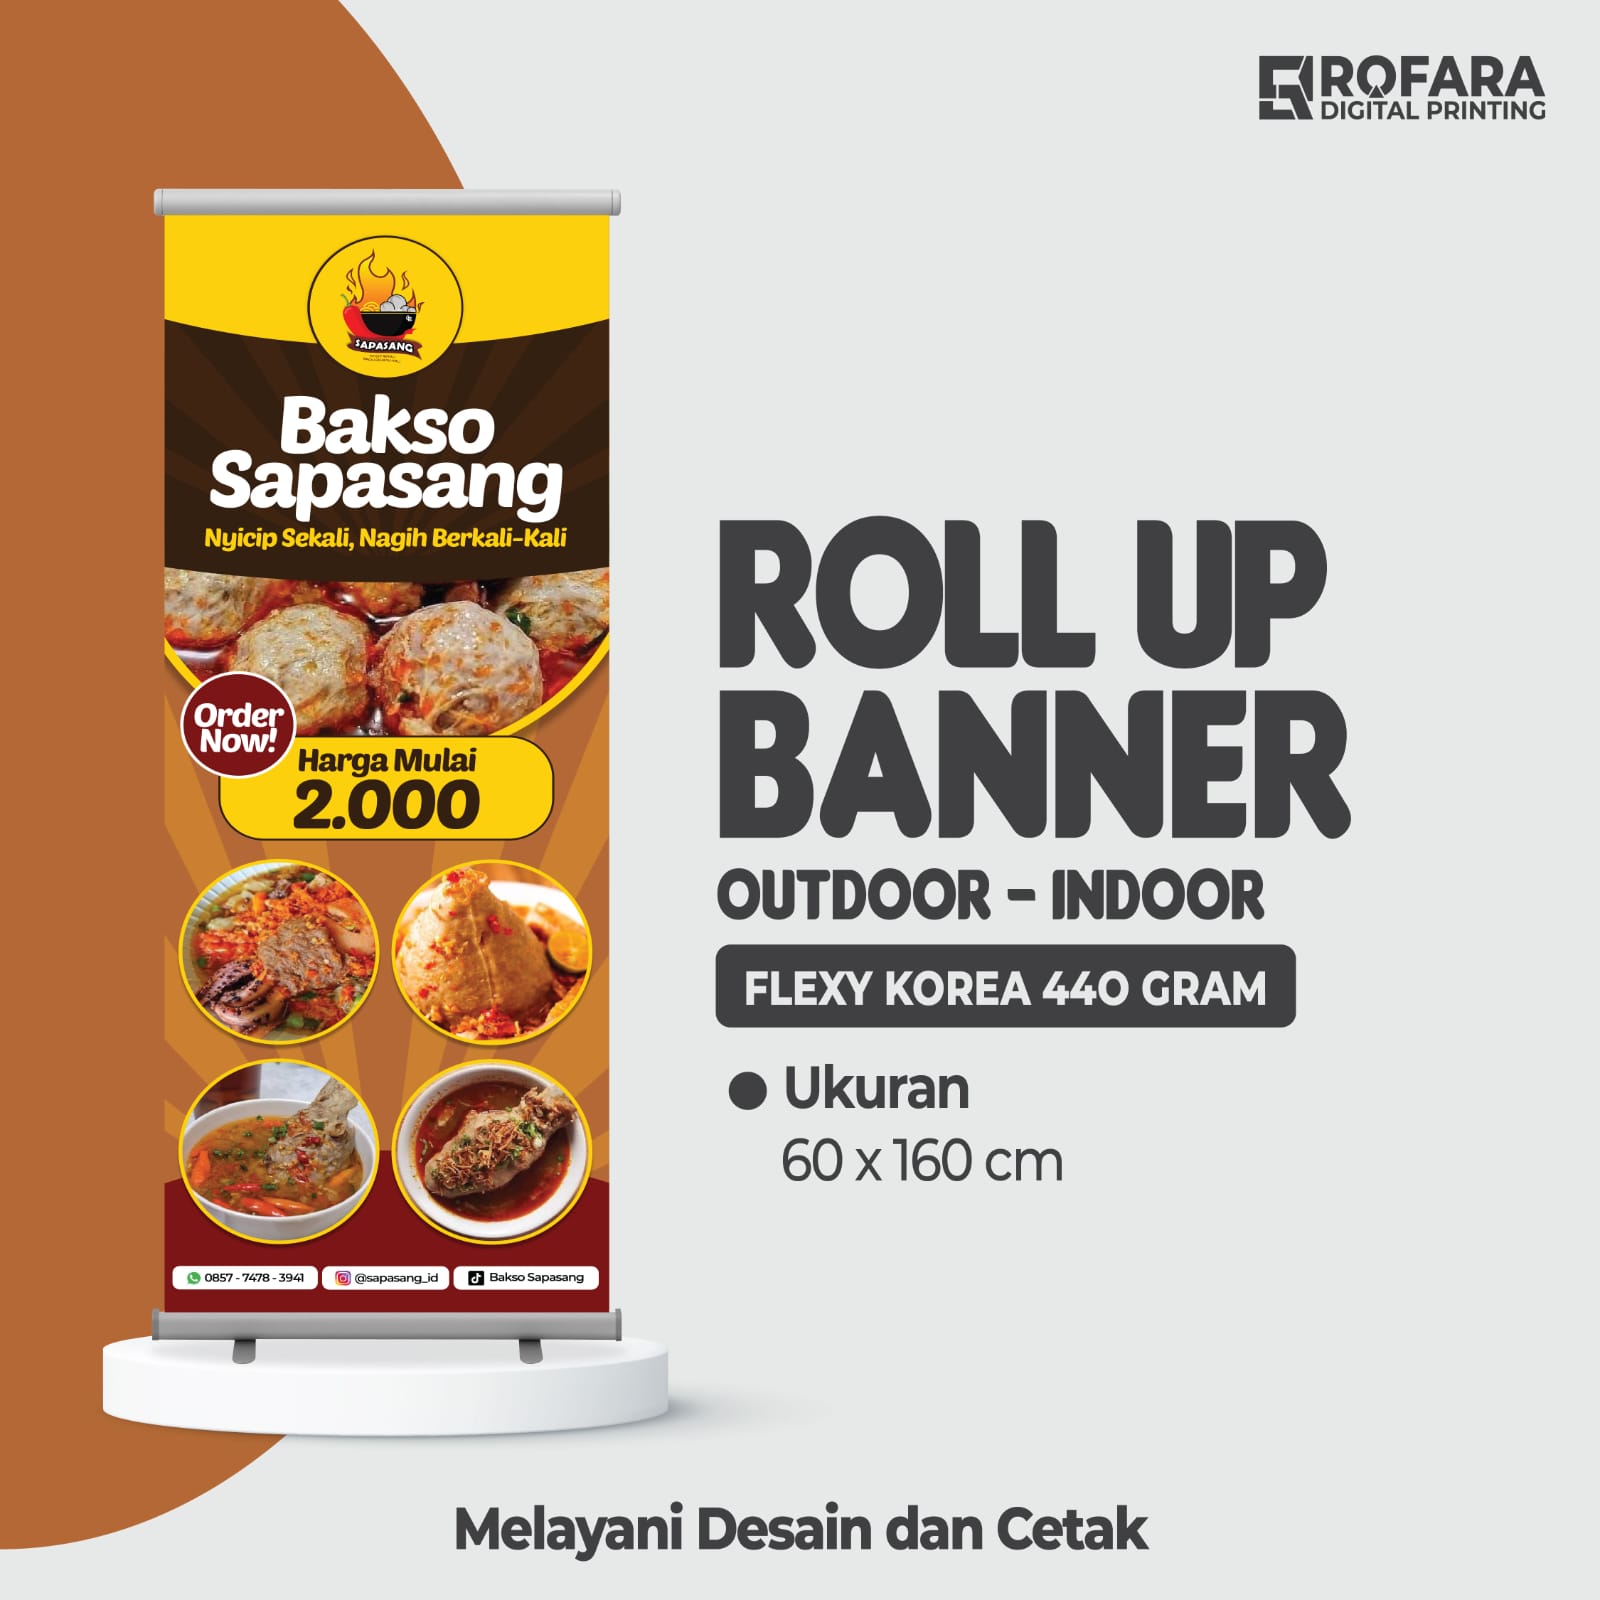 ROFARA
DIGITAL PRINTING
SAPASANG
Bakso
Sapasang
Nyicip Sekali, Nagih Berkali-Kali
Order
Now!
Harga Mulai
2.000
0857 - 7478 - 3941
@sapasang_id
Bakso Sapasang
ROLL UP
BANNER
OUTDOOR - INDOOR
FLEXY KOREA 440 GRAM
Ukuran
60 x 160 cm
Melayani Desain dan Cetak